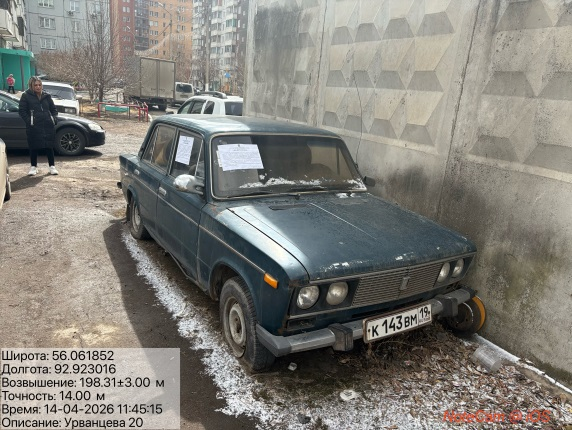 К 143 ВМ 19
Широта: 56.061852
Долгота: 92.923016
Возвышение: 198.31±3.00 м
Точность: 14.00 м
Время: 14-04-2026 11:45:15
Описание: Урванцева 20